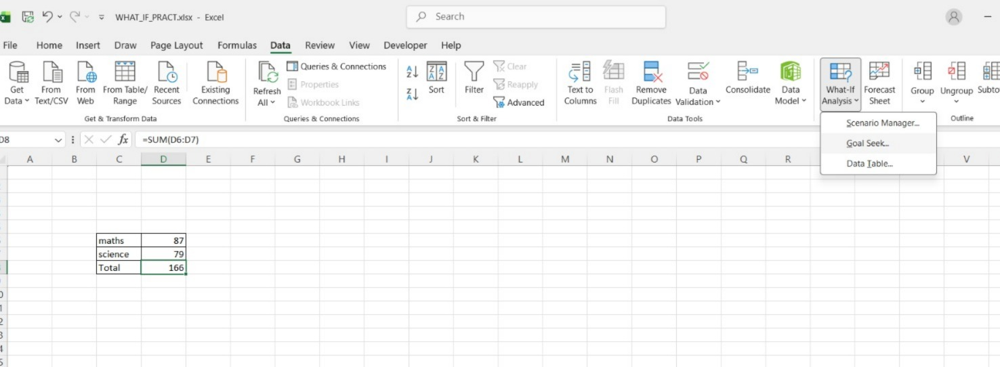 WHAT_IF_PRACT.xlsx - Excel
Search
File Home Insert Draw Page Layout Formulas Data Review View Developer Help
Get Data
From Text/CSV
From Web
From Table/ Range
Recent Sources
Existing Connections
Get & Transform Data
Refresh All
Queries & Connections
Properties
Workbook Links
Queries & Connections
Sort
Filter
Clear
Reapply
Advanced
Sort & Filter
Text to Columns
Flash Fill
Remove Duplicates
Data Validation
Consolidate
Data Model
Data Tools
What-If Analysis
Forecast Sheet
Group
Ungroup
Outline
Scenario Manager...
Goal Seek...
Data Table...
D8
fx
=SUM(D6:D7)
A B C D E F G H I J K L M N O P Q R V
maths 87
science 79
Total 166